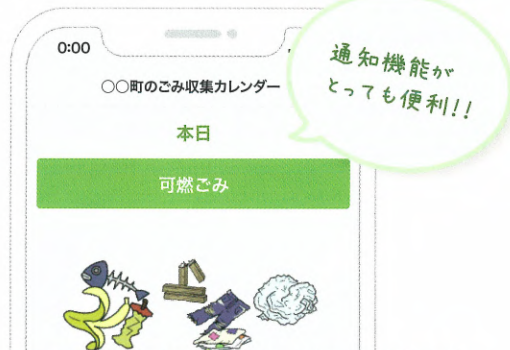 0:00
通知機能が
とっても便利!!
○○町のごみ収集カレンダー
本日
可燃ごみ